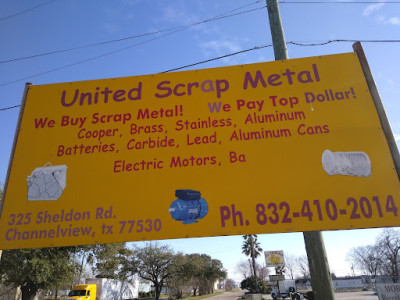 United Scrap Metal
We Buy Scrap Metal! We Pay Top Dollar!
Cooper, Brass, Stainless, Aluminum
Batteries, Carbide, Lead, Aluminum Cans
Electric Motors, Ba
325 Sheldon Rd.
Channelview, tx 77530
Ph. 832-410-2014